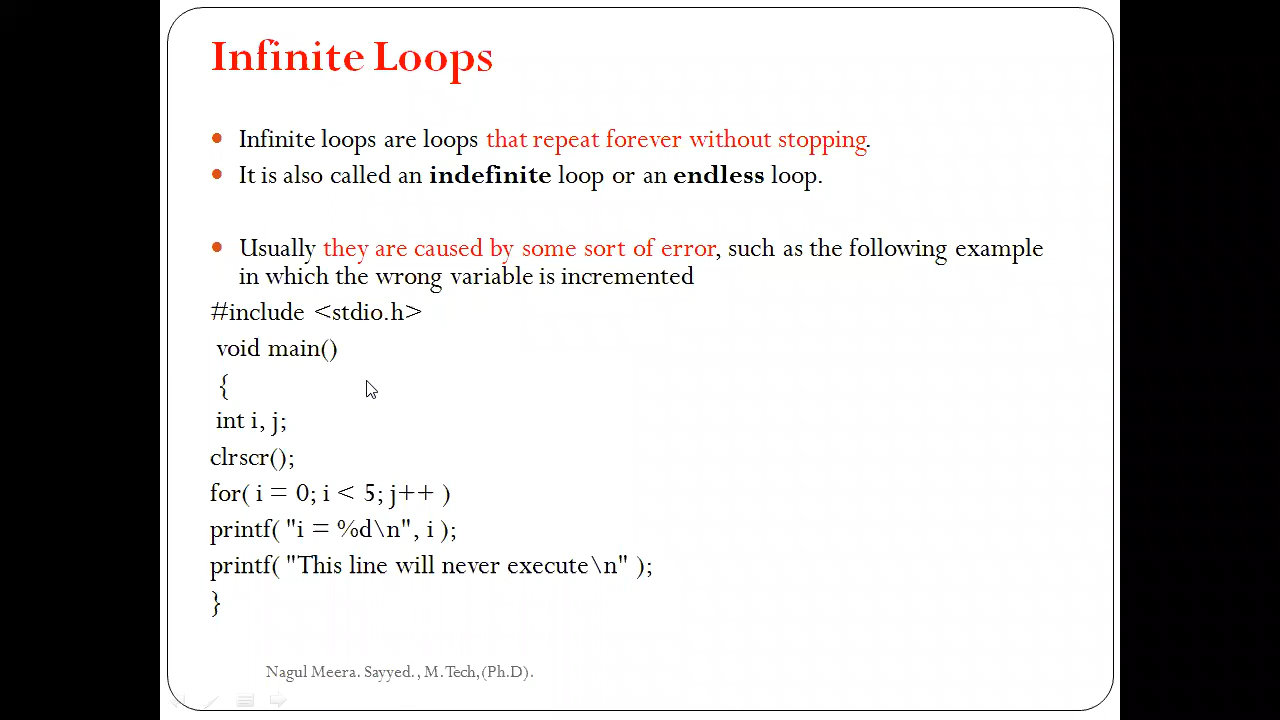 Infinite Loops
Infinite loops are loops that repeat forever without stopping.
It is also called an indefinite loop or an endless loop.
Usually they are caused by some sort of error, such as the following example
in which the wrong variable is incremented
#include <stdio.h>
void main()
{
int i, j;
clrscr();
for( i = 0; i < 5; j++ )
printf( "i = %d\n", i );
printf( "This line will never execute\n" );
}
Nagul Meera. Sayyed. , M. Tech,(Ph.D).